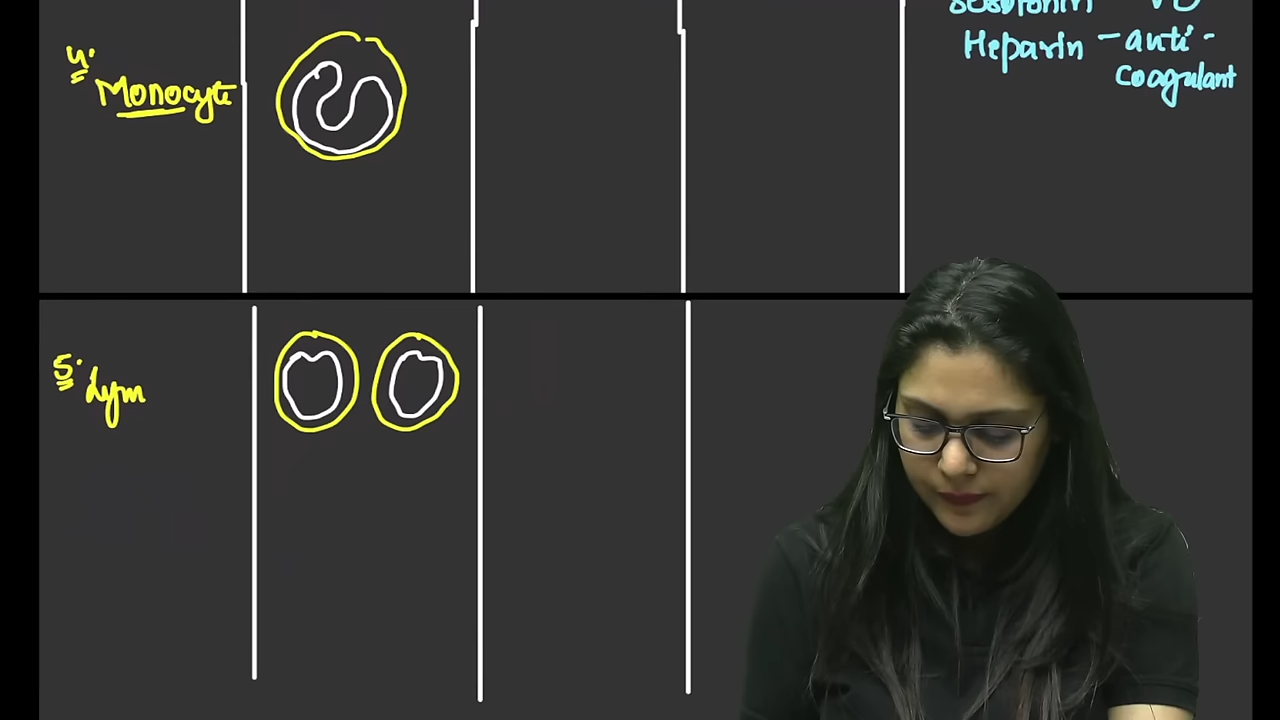 Heparin - anti -
coagulant
4.
Monocyte
5.
Lym